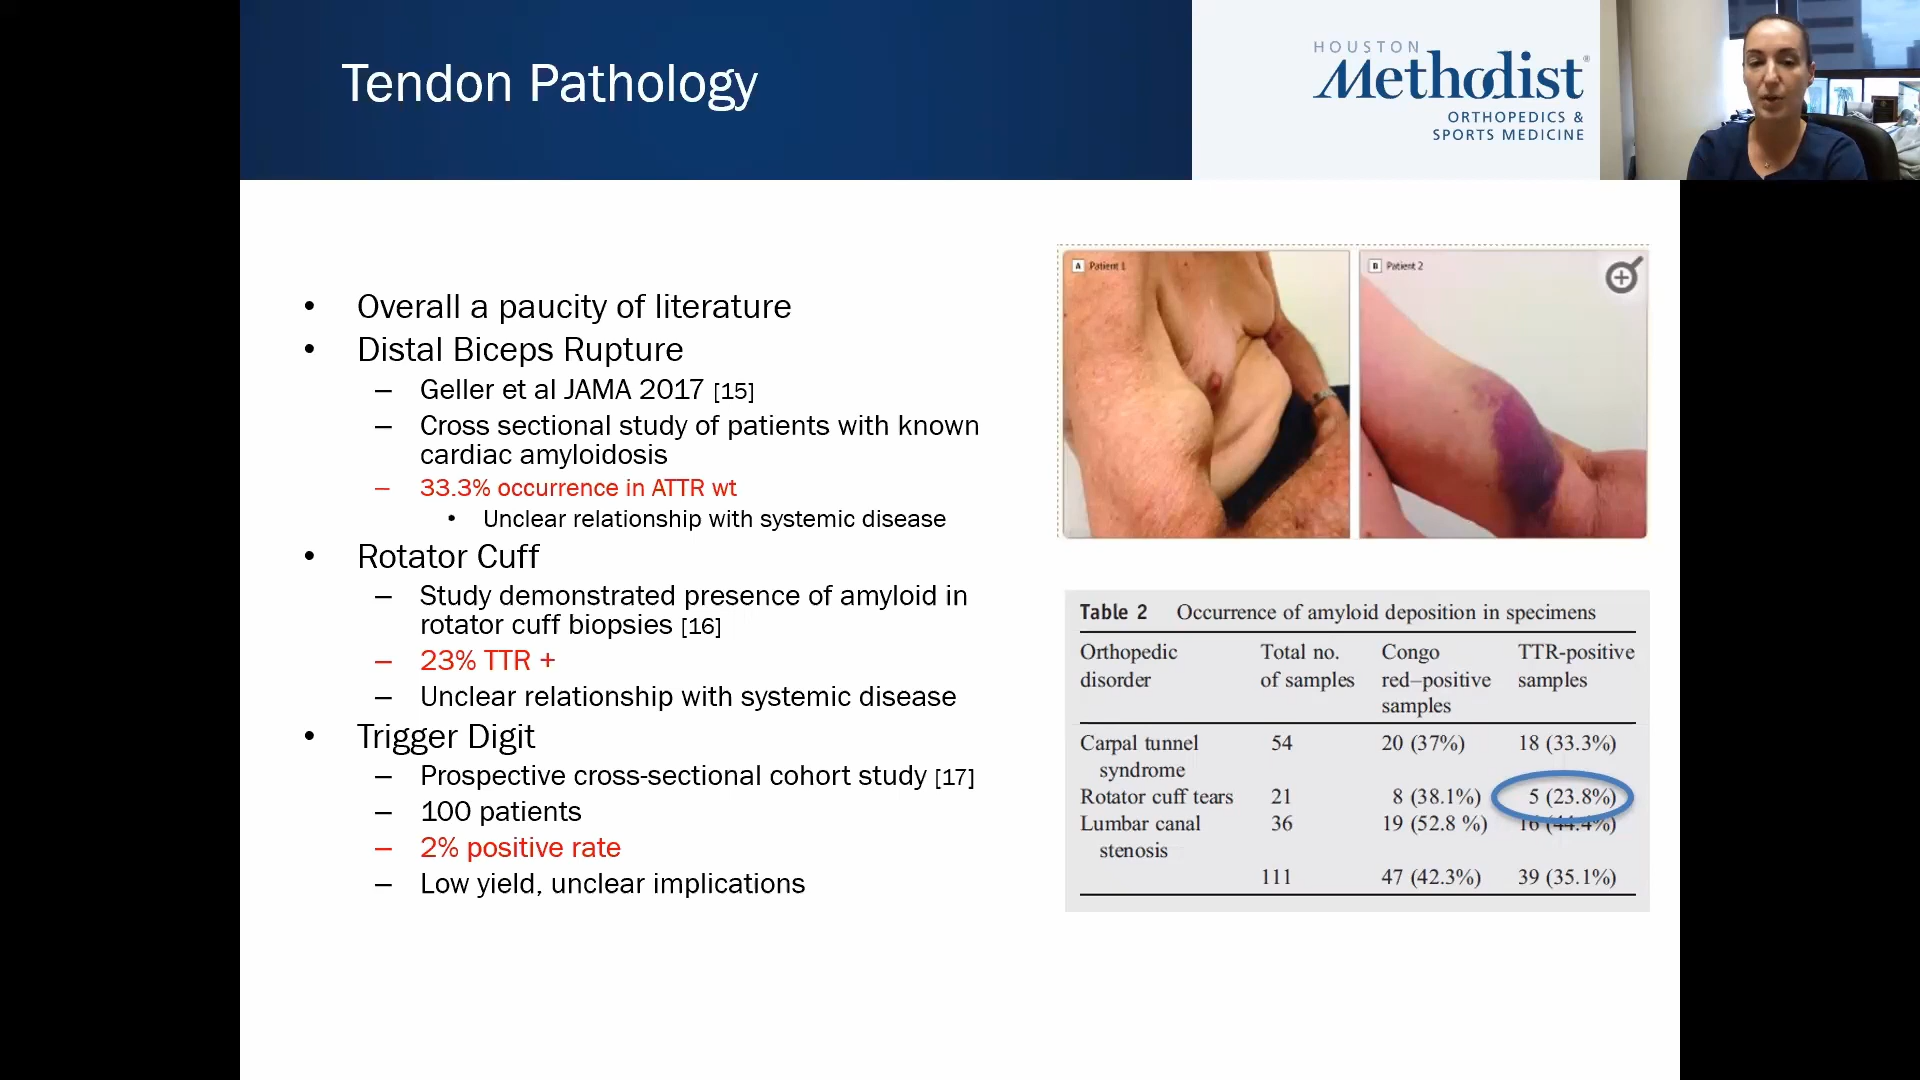 Tendon Pathology
HOUSTON
Methodist®
ORTHOPEDICS &
SPORTS MEDICINE
• Overall a paucity of literature
• Distal Biceps Rupture
– Geller et al JAMA 2017 [15]
– Cross sectional study of patients with known
cardiac amyloidosis
– 33.3% occurrence in ATTR wt
• Unclear relationship with systemic disease
• Rotator Cuff
– Study demonstrated presence of amyloid in
rotator cuff biopsies [16]
– 23% TTR +
– Unclear relationship with systemic disease
• Trigger Digit
– Prospective cross-sectional cohort study [17]
– 100 patients
– 2% positive rate
– Low yield, unclear implications
A Patient 1
B Patient 2
Table 2 Occurrence of amyloid deposition in specimens
Orthopedic Total no. Congo TTR-positive
disorder of samples red–positive samples
samples
Carpal tunnel 54 20 (37%) 18 (33.3%)
syndrome
Rotator cuff tears 21 8 (38.1%) 5 (23.8%)
Lumbar canal 36 19 (52.8 %) 16 (44.4%)
stenosis
111 47 (42.3%) 39 (35.1%)